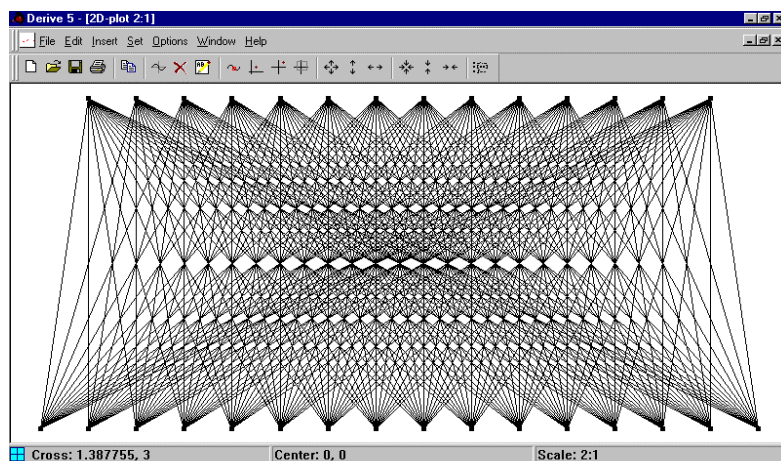 Derive 5 - [2D-plot 2:1]
File Edit Insert Set Options Window Help
Cross: 1.387755, 3 Center: 0, 0 Scale: 2:1